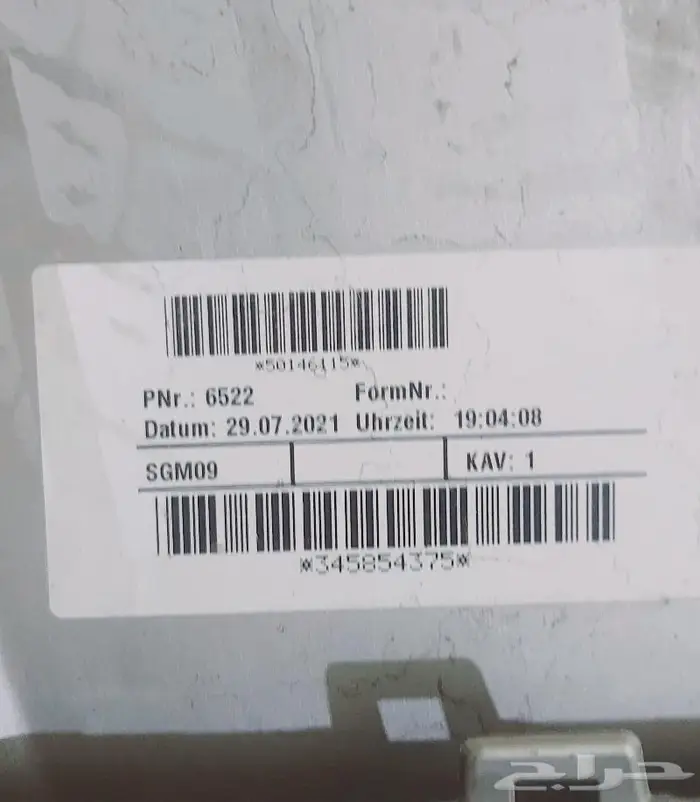 *50146115*
PNr.: 6522 FormNr.:
Datum: 29.07.2021 Uhrzeit: 19:04:08
SGM09 KAV: 1
*345854375*
حراج